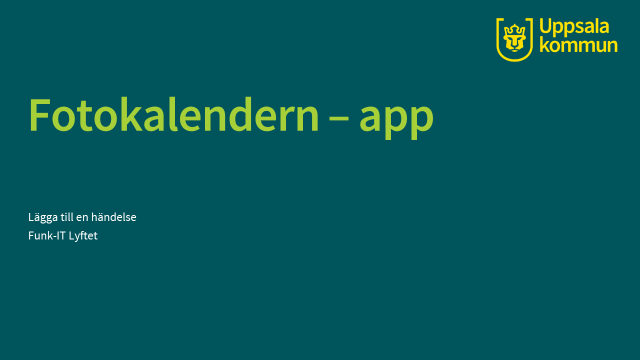 Uppsala
kommun
Fotokalendern – app
Lägga till en händelse
Funk-IT Lyftet